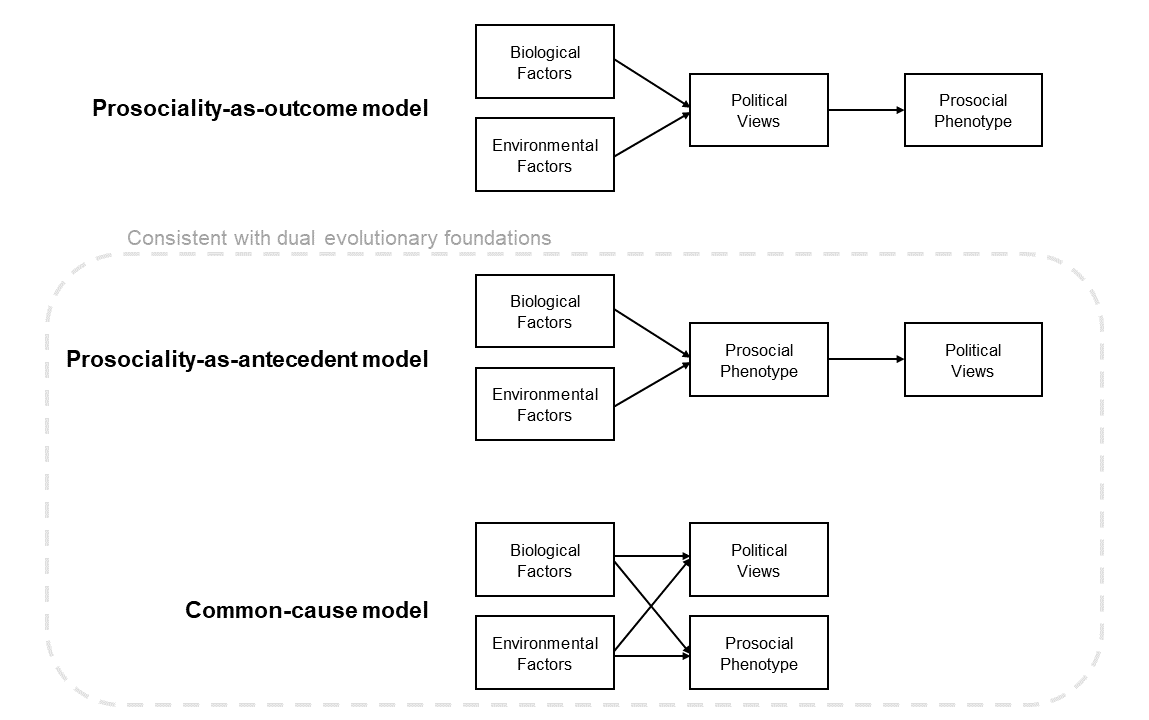 Biological
Factors
Prosociality-as-outcome model
Political
Views
Prosocial
Phenotype
Environmental
Factors
Consistent with dual evolutionary foundations
Biological
Factors
Prosociality-as-antecedent model
Prosocial
Phenotype
Political
Views
Environmental
Factors
Biological
Factors
Political
Views
Common-cause model
Environmental
Factors
Prosocial
Phenotype